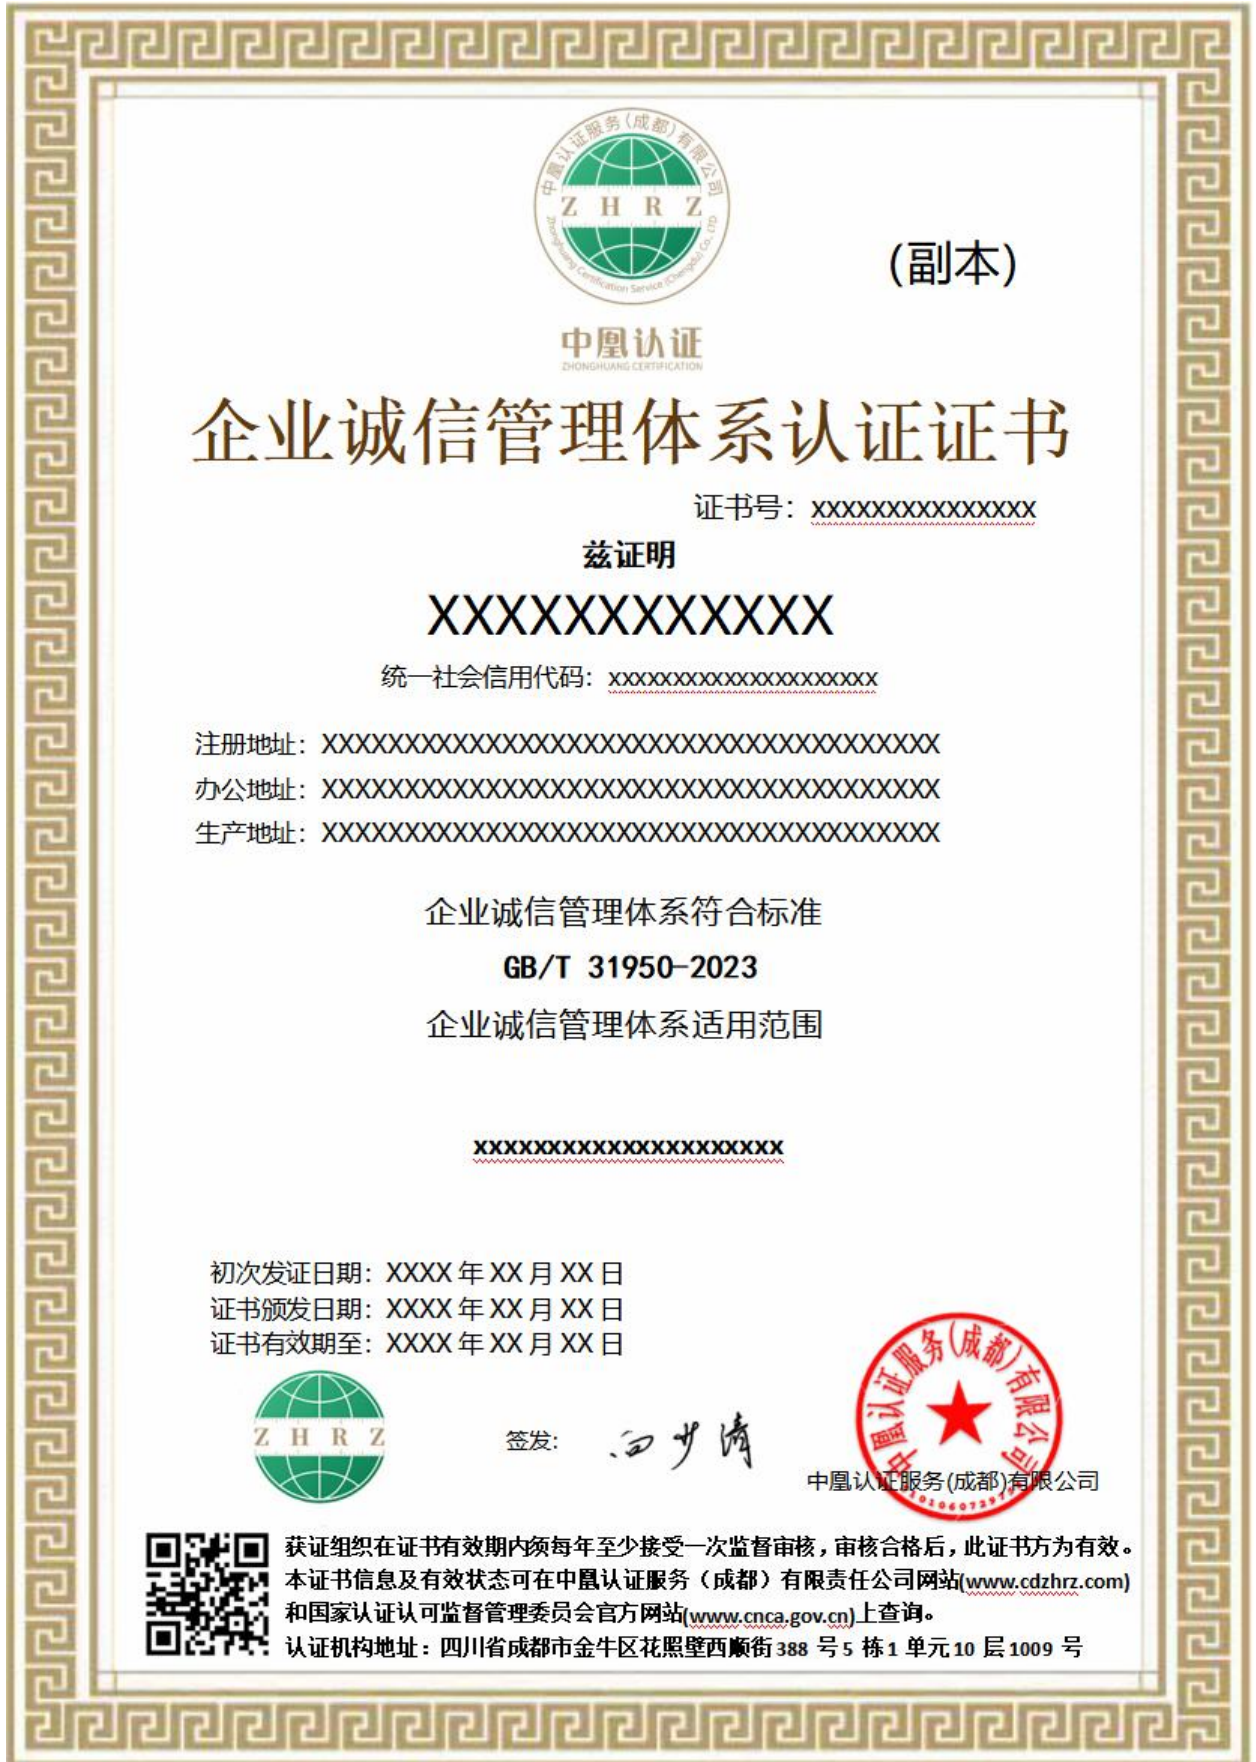 中凰认证服务(成都)有限公司
Z H R Z
Zhonghuang Certification Service (Chengdu) Co., LTD
(副本)
中凰认证
ZHONGHUANG CERTIFICATION
企业诚信管理体系认证证书
证书号：xxxxxxxxxxxxxxx
兹证明
XXXXXXXXXXXX
统一社会信用代码：xxxxxxxxxxxxxxxxxxxxx
注册地址：XXXXXXXXXXXXXXXXXXXXXXXXXXXXXXXXXXXXXX
办公地址：XXXXXXXXXXXXXXXXXXXXXXXXXXXXXXXXXXXXXX
生产地址：XXXXXXXXXXXXXXXXXXXXXXXXXXXXXXXXXXXXXX
企业诚信管理体系符合标准
GB/T 31950-2023
企业诚信管理体系适用范围
xxxxxxxxxxxxxxxxxxxxx
初次发证日期：XXXX 年 XX 月 XX 日
证书颁发日期：XXXX 年 XX 月 XX 日
证书有效期至：XXXX 年 XX 月 XX 日
Z H R Z
签发:
中凰认证服务(成都)有限公司
中凰认证服务(成都)有限公司
获证组织在证书有效期内须每年至少接受一次监督审核，审核合格后，此证书方为有效。
本证书信息及有效状态可在中凰认证服务（成都）有限责任公司网站(www.cdzhrz.com)
和国家认证认可监督管理委员会官方网站(www.cnca.gov.cn)上查询。
认证机构地址：四川省成都市金牛区花照壁西顺街 388 号 5 栋 1 单元 10 层 1009 号